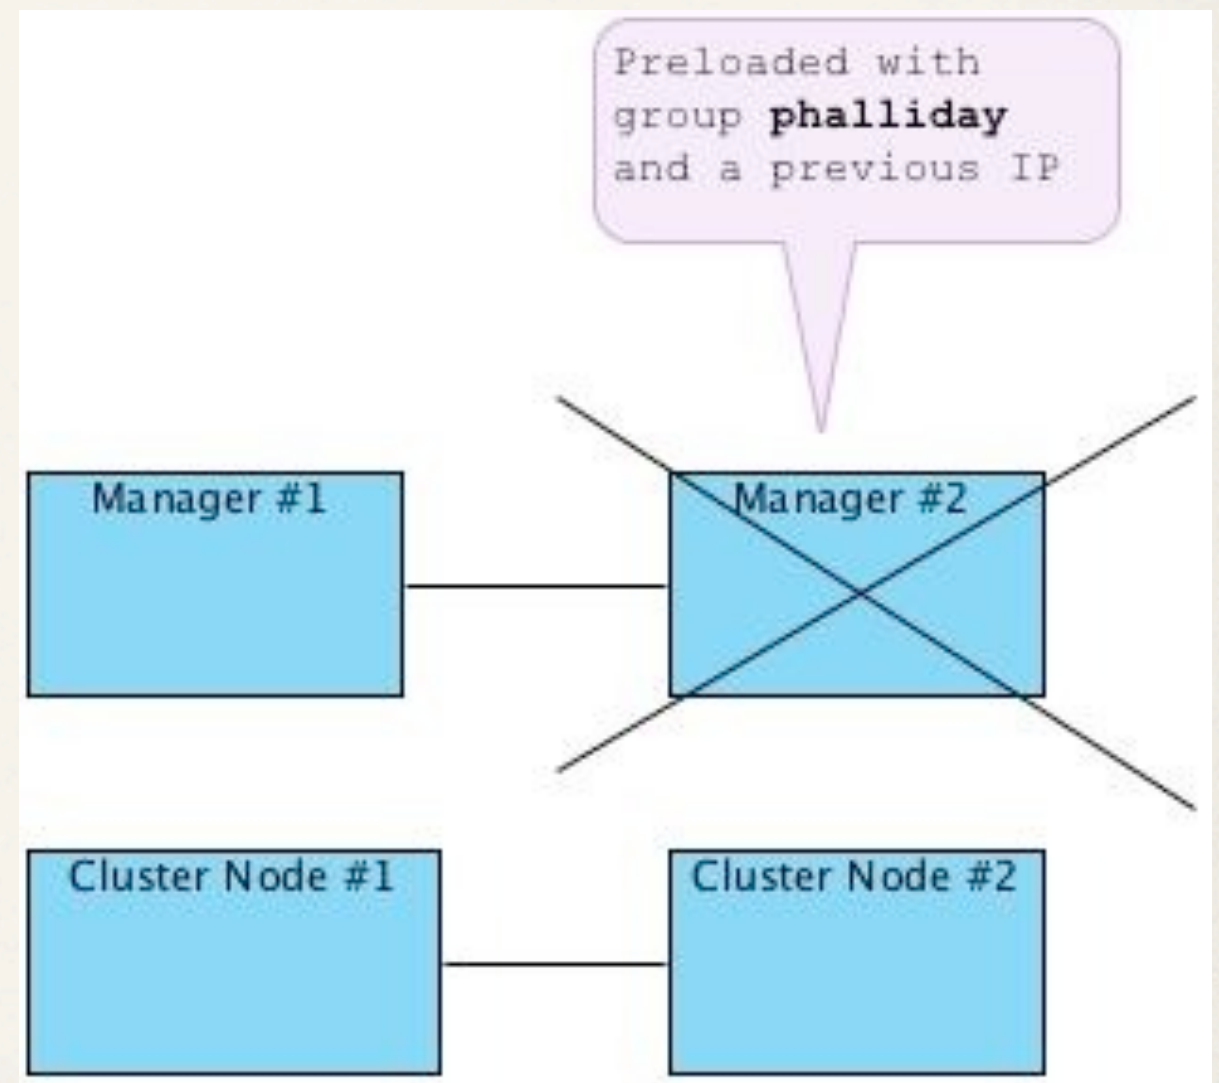 Preloaded with
group phalliday
and a previous IP
Manager #1
Manager #2
Cluster Node #1
Cluster Node #2